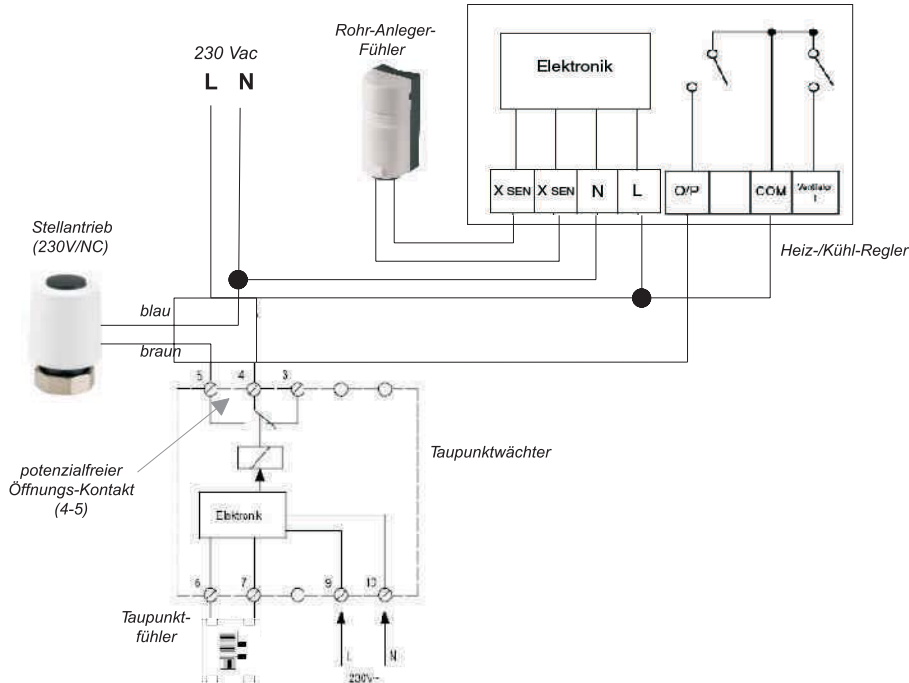 230 Vac
L N
Rohr-Anleger-
Fühler
Elektronik
X SEN X SEN N L O/P COM Ventilator
1
Heiz-/Kühl-Regler
Stellantrieb
(230V/NC)
blau
braun
5 4 3
Taupunktwächter
potenzialfreier
Öffnungs-Kontakt
(4-5)
Elektronik
6 7 9 10
Taupunkt-
fühler
L N
230V~